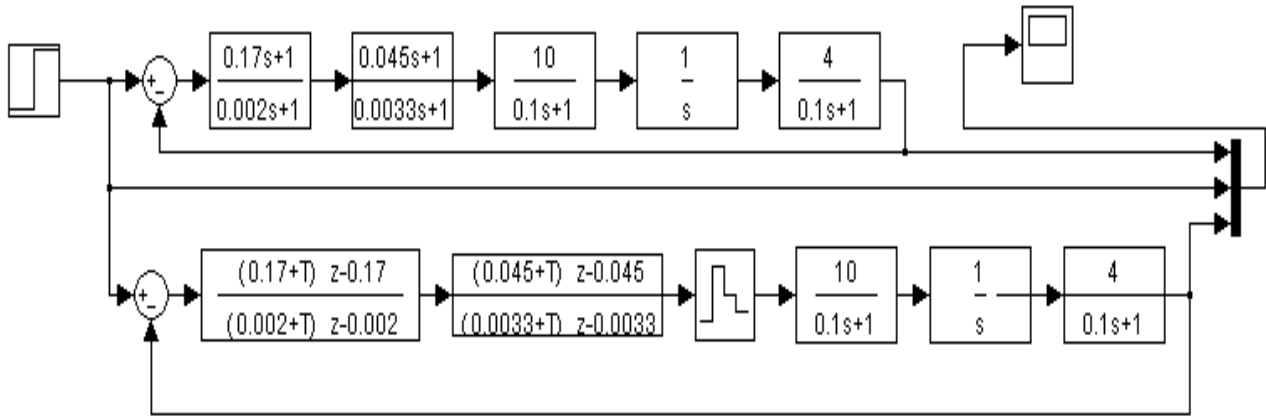 +
-
0.17s+1
0.002s+1
0.045s+1
0.0033s+1
10
0.1s+1
1
s
4
0.1s+1
+
-
(0.17+T) z-0.17
(0.002+T) z-0.002
(0.045+T) z-0.045
(0.0033+T) z-0.0033
10
0.1s+1
1
s
4
0.1s+1